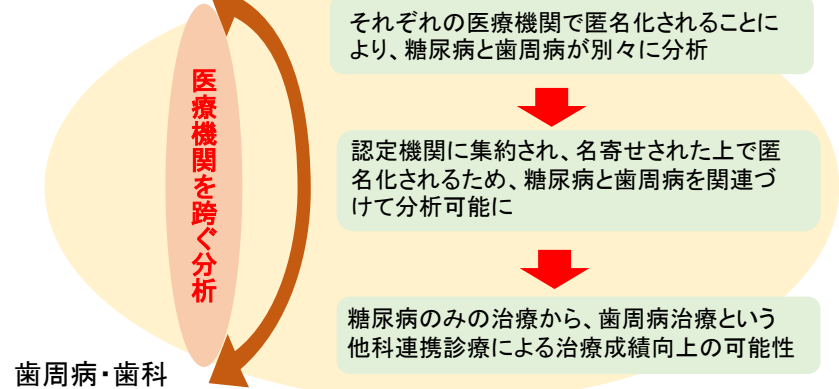 それぞれの医療機関で匿名化されることに
より、糖尿病と歯周病が別々に分析
医療機関を跨ぐ分析
認定機関に集約され、名寄せされた上で匿
名化されるため、糖尿病と歯周病を関連づ
けて分析可能に
糖尿病のみの治療から、歯周病治療という
他科連携診療による治療成績向上の可能性
歯周病・歯科